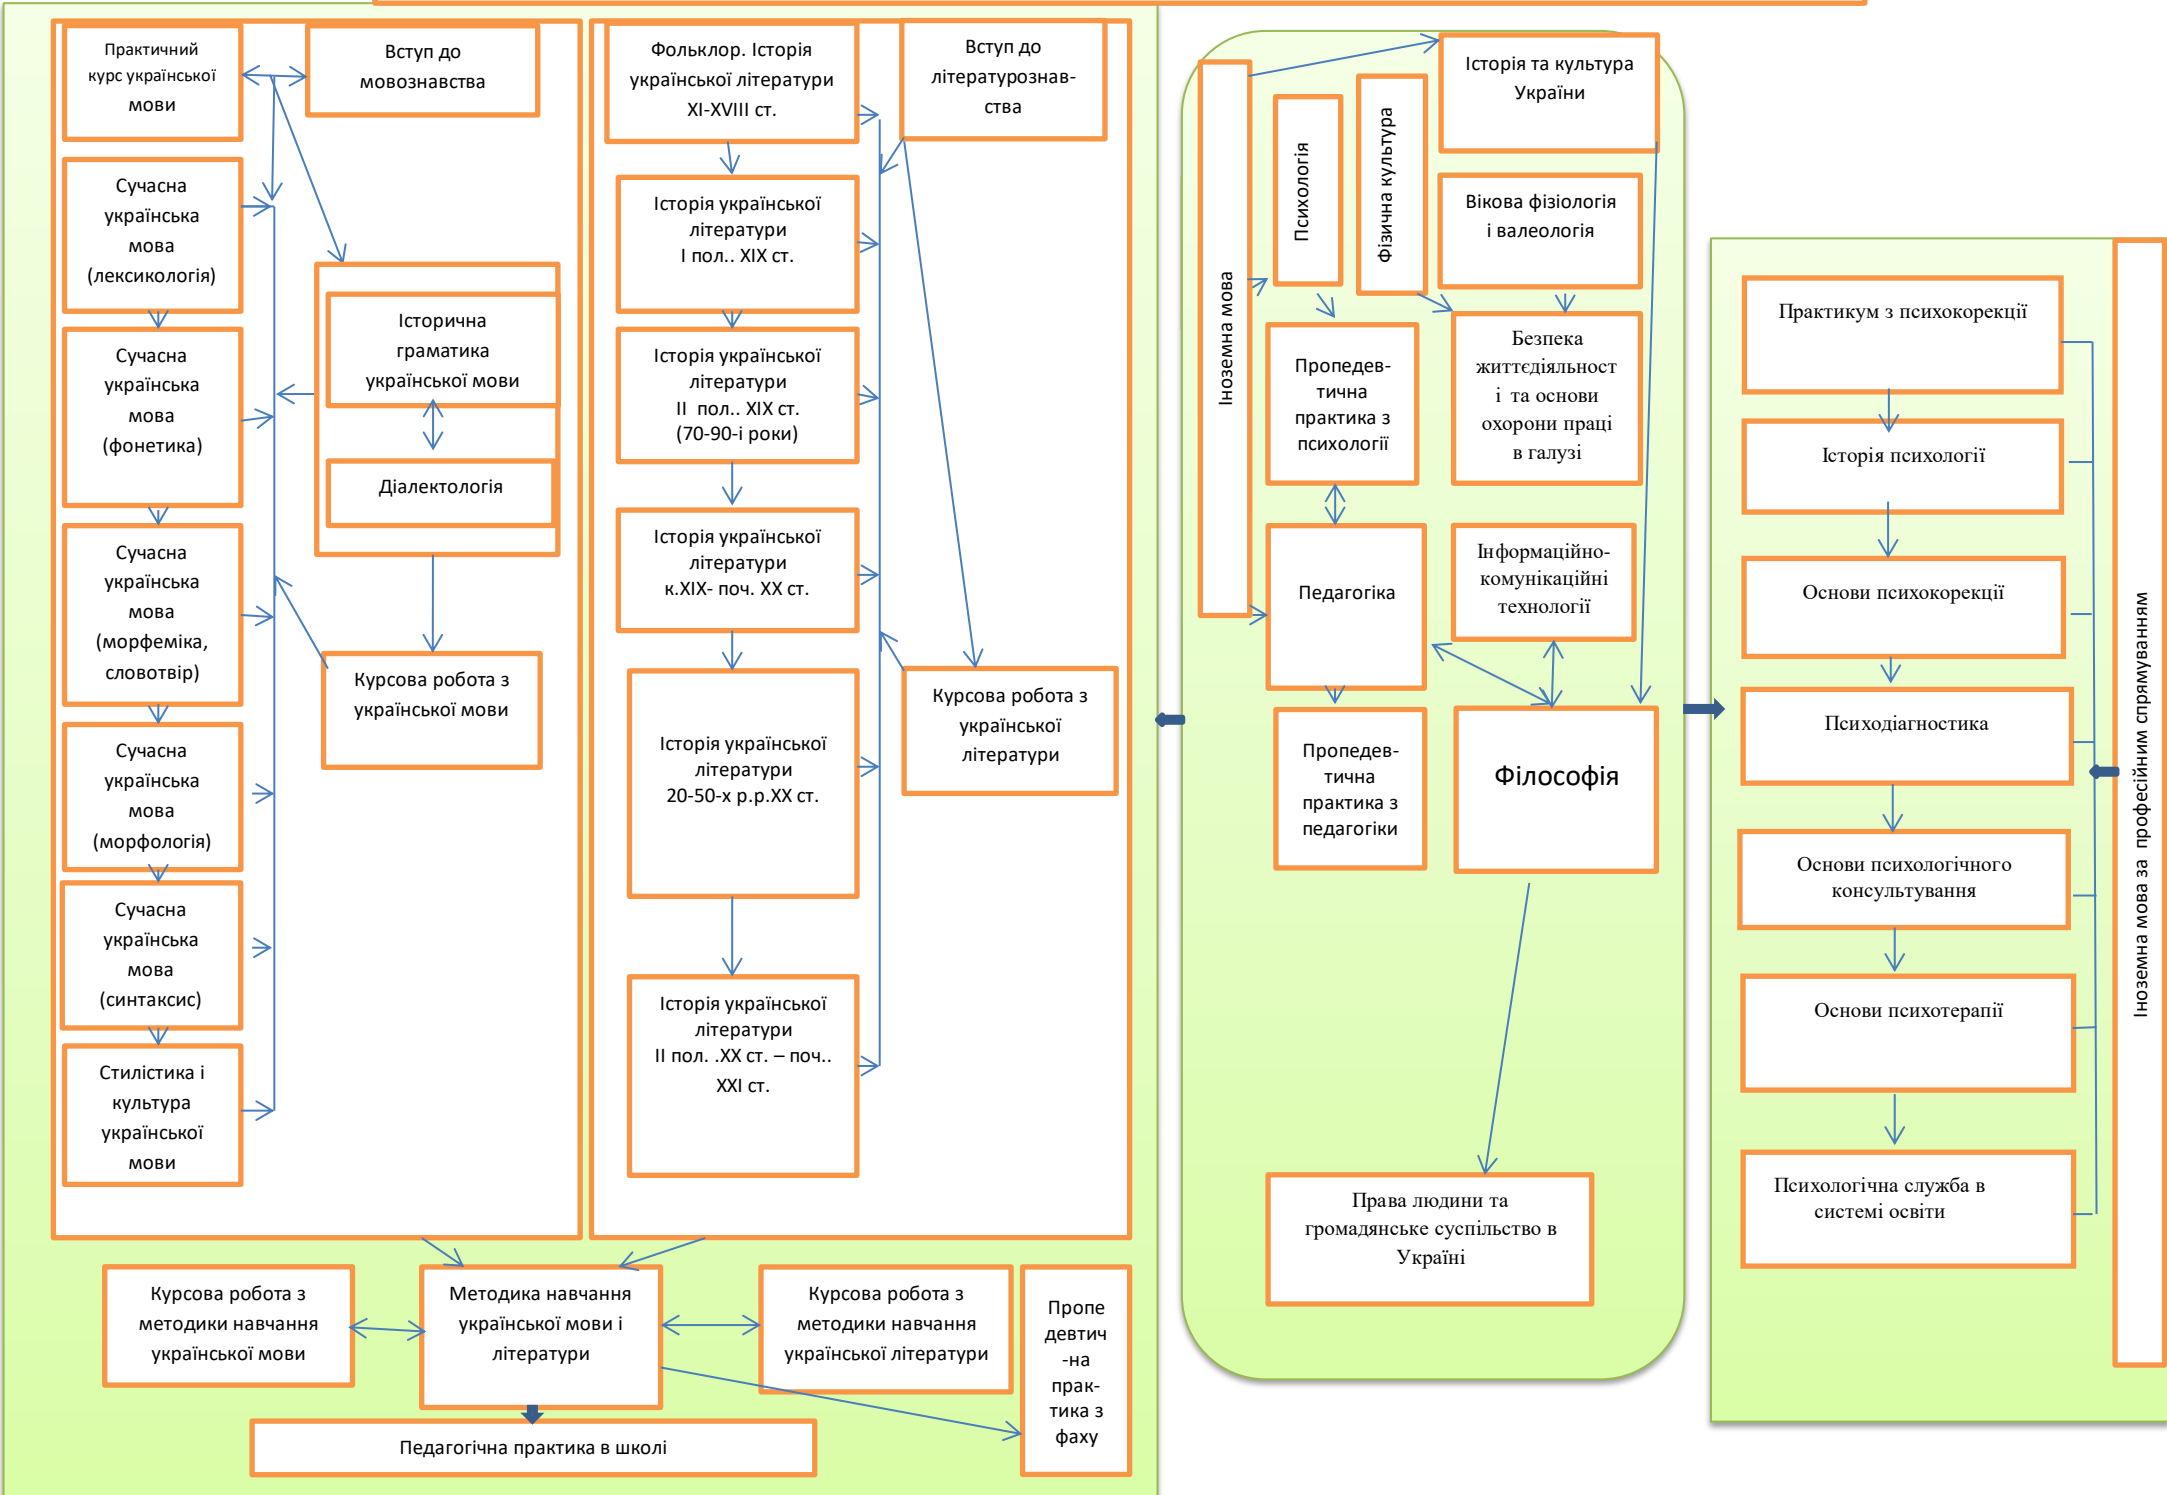 Практичний
курс української
мови
Вступ до
мовознавства
Сучасна
українська
мова
(лексикологія)
Сучасна
українська
мова
(фонетика)
Сучасна
українська
мова
(морфеміка,
словотвір)
Сучасна
українська
мова
(морфологія)
Сучасна
українська
мова
(синтаксис)
Стилістика і
культура
української
мови
Історична
граматика
української мови
Діалектологія
Курсова робота з
української мови
Фольклор. Історія
української літератури
XI-XVIII ст.
Вступ до
літературознав-
ства
Історія української
літератури
І пол.. ХІХ ст.
Історія української
літератури
ІІ  пол.. ХІХ ст.
(70-90-і роки)
Історія української
літератури
к.ХІХ- поч. ХХ ст.
Історія української
літератури
20-50-х р.р.ХХ ст.
Історія української
літератури
ІІ пол. .ХХ ст. – поч..
ХХІ ст.
Курсова робота з
української
літератури
Курсова робота з
методики навчання
української мови
Методика навчання
української мови і
літератури
Курсова робота з
методики навчання
української літератури
Пропе
девтич
-на
прак-
тика з
фаху
Педагогічна практика в школі
Іноземна мова
Психологія
Фізична культура
Історія та культура
України
Вікова фізіологія
і валеологія
Пропедев-
тична
практика з
психології
Безпека
життєдіяльност
і  та основи
охорони праці
в галузі
Педагогіка
Інформаційно-
комунікаційні
технології
Пропедев-
тична
практика з
педагогіки
Філософія
Права людини та
громадянське суспільство в
Україні
Практикум з психокорекції
Історія психології
Основи психокорекції
Психодіагностика
Основи психологічного
консультування
Основи психотерапії
Психологічна служба в
системі освіти
Іноземна мова за  професійним спрямуванням